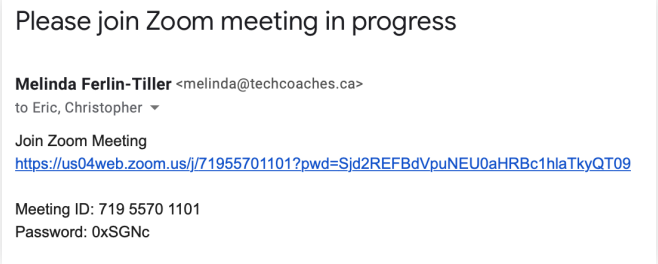 Please join Zoom meeting in progress
Melinda Ferlin-Tiller <melinda@techcoaches.ca>
to Eric, Christopher
Join Zoom Meeting
https://us04web.zoom.us/j/71955701101?pwd=Sjd2REFBdVpuNEU0aHRBc1hlaTkyQT09
Meeting ID: 719 5570 1101
Password: 0xSGNc